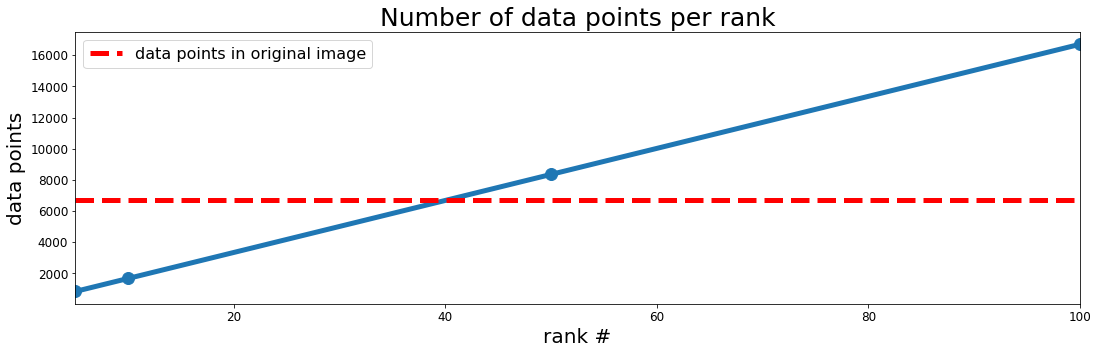 Number of data points per rank
data points in original image
data points
16000
14000
12000
10000
8000
6000
4000
2000
20 40 60 80 100
rank #